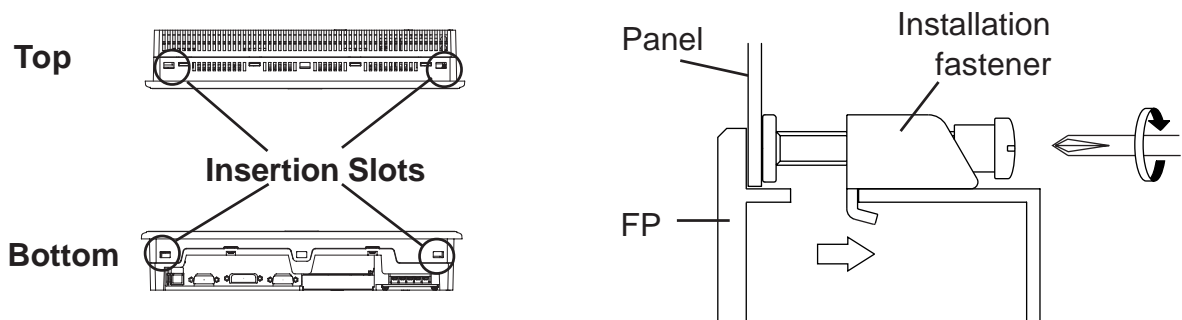 Top
Insertion Slots
Bottom
Panel
Installation
fastener
FP